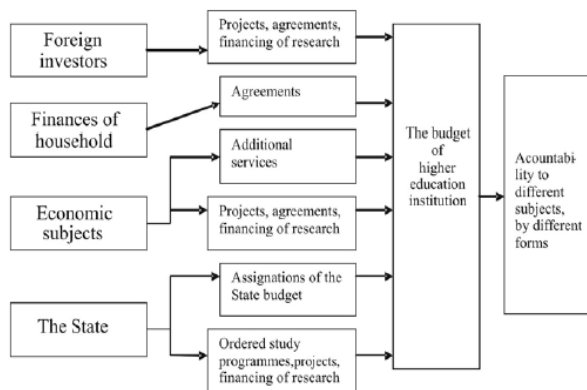 Foreign
investors
Projects, agreements,
financing of research
Finances of
household
Agreements
Economic
subjects
Additional
services
Projects, agreements,
financing of research
The State
Assignations of the
State budget
Ordered study
programmes,projects,
financing of research
The budget
of
higher
education
institution
Acountabi-
lity to
different
subjects,
by different
forms